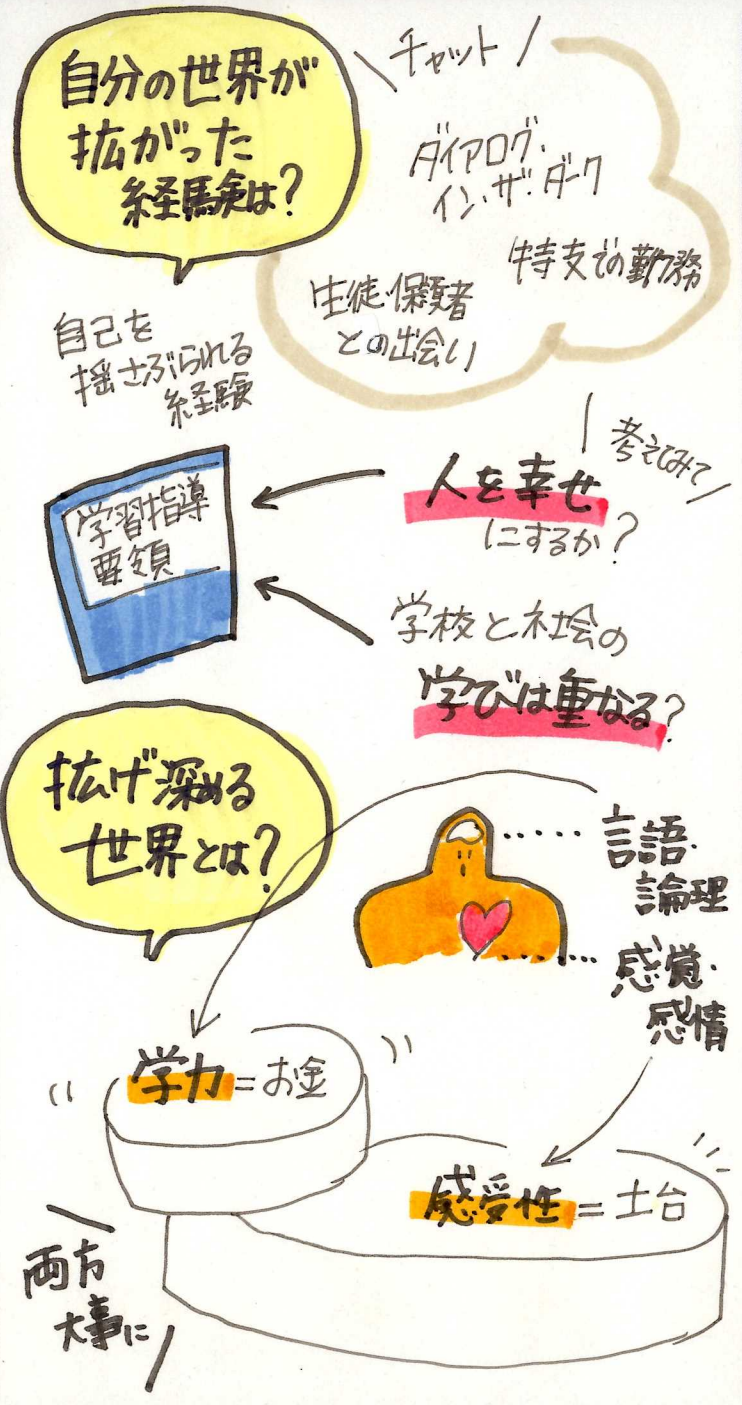 自分の世界が
拡がった
経験は?
チャット
ダイアログ・
イン・ザ・ダーク
特支での勤務
生徒・保護者
との出会い
自己を
揺さぶられる
経験
考えてみて
人を幸せ
にするか?
学習指導
要領
学校と社会の
学びは重なる?
拡げ深める
世界とは?
言語・
論理
感覚・
感情
学力=お金
感受性=土台
両方
大事に